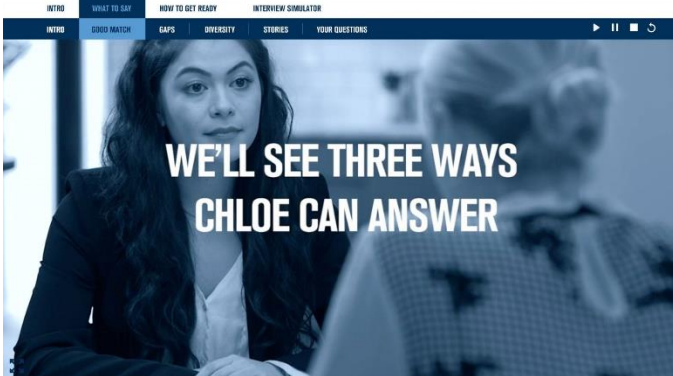 INTRO WHAT TO SAY HOW TO GET READY INTERVIEW SIMULATOR
INTRO GOOD MATCH GAPS DIVERSITY STORIES YOUR QUESTIONS
WE'LL SEE THREE WAYS
CHLOE CAN ANSWER